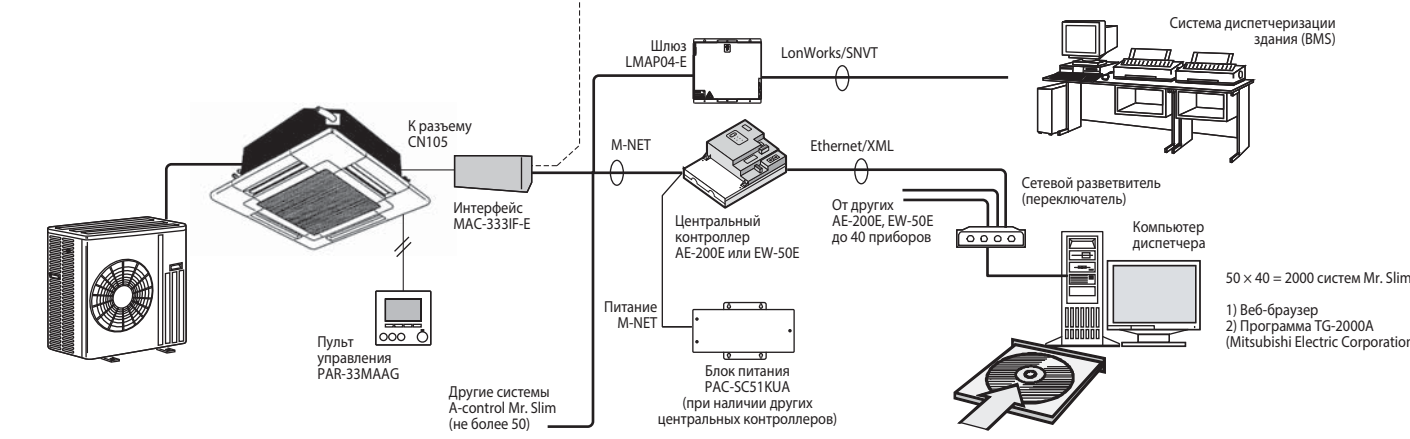 Система диспетчеризации
здания (BMS)
Шлюз
LMAP04-E
LonWorks/SNVT
К разъему
CN105
M-NET
Ethernet/XML
Интерфейс
MAC-333IF-E
Центральный
контроллер
AE-200E или EW-50E
От других
AE-200E, EW-50E
до 40 приборов
Сетевой разветвитель
(переключатель)
Компьютер
диспетчера
50 × 40 = 2000 систем Mr. Slim
1) Веб-браузер
2) Программа TG-2000A
(Mitsubishi Electric Corporation
Питание
M-NET
Пульт
управления
PAR-33MAAG
Блок питания
PAC-SC51KUA
(при наличии других
центральных контроллеров)
Другие системы
A-control Mr. Slim
(не более 50)